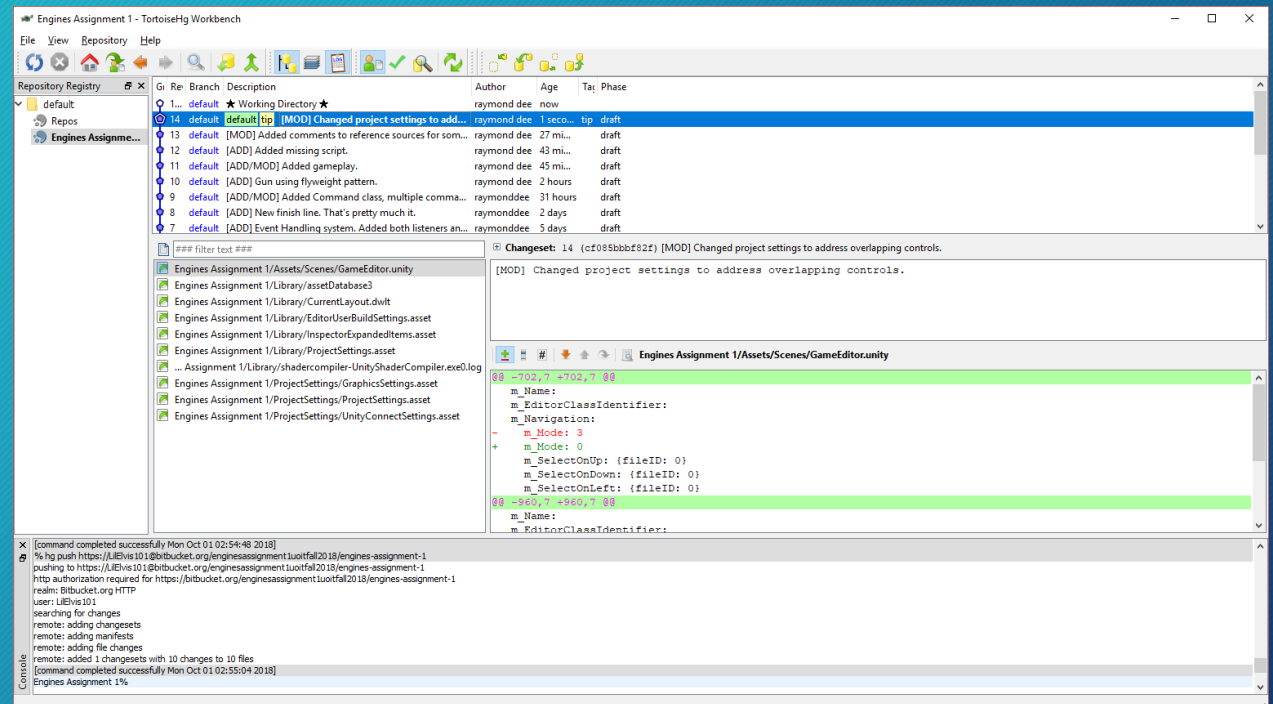 Engines Assignment 1 - TortoiseHg Workbench
File View Repository Help
Repository Registry
default
Repos
Engines Assignme...
Gi Re Branch Description Author Age Tag Phase
1... default ★ Working Directory ★ raymond dee now
14 default default tip [MOD] Changed project settings to add... raymond dee 1 seco... tip draft
13 default [MOD] Added comments to reference sources for som... raymond dee 27 mi... draft
12 default [ADD] Added missing script. raymond dee 43 mi... draft
11 default [ADD/MOD] Added gameplay. raymond dee 45 mi... draft
10 default [ADD] Gun using flyweight pattern. raymond dee 2 hours draft
9 default [ADD/MOD] Added Command class, multiple comma... raymonddee 31 hours draft
8 default [ADD] New finish line. That's pretty much it. raymonddee 2 days draft
7 default [ADD] Event Handling system. Added both listeners an... raymonddee 5 days draft
### filter text ###
Engines Assignment 1/Assets/Scenes/GameEditor.unity
Engines Assignment 1/Library/assetDatabase3
Engines Assignment 1/Library/CurrentLayout.dwlt
Engines Assignment 1/Library/EditorUserBuildSettings.asset
Engines Assignment 1/Library/InspectorExpandedItems.asset
Engines Assignment 1/Library/ProjectSettings.asset
... Assignment 1/Library/shadercompiler-UnityShaderCompiler.exe0.log
Engines Assignment 1/ProjectSettings/GraphicsSettings.asset
Engines Assignment 1/ProjectSettings/ProjectSettings.asset
Engines Assignment 1/ProjectSettings/UnityConnectSettings.asset
Changeset: 14 (cf085bbbf82f) [MOD] Changed project settings to address overlapping controls.
[MOD] Changed project settings to address overlapping controls.
# Engines Assignment 1/Assets/Scenes/GameEditor.unity
@@ -702,7 +702,7 @@
m_Name:
m_EditorClassIdentifier:
m_Navigation:
- m_Mode: 3
+ m_Mode: 0
m_SelectOnUp: {fileID: 0}
m_SelectOnDown: {fileID: 0}
m_SelectOnLeft: {fileID: 0}
@@ -960,7 +960,7 @@
m_Name:
m_EditorClassIdentifier:
Console
[command completed successfully Mon Oct 01 02:54:48 2018]
% hg push https://LilElvis101@bitbucket.org/enginesassignment1uoitfall2018/engines-assignment-1
pushing to https://LilElvis101@bitbucket.org/enginesassignment1uoitfall2018/engines-assignment-1
http authorization required for https://bitbucket.org/enginesassignment1uoitfall2018/engines-assignment-1
realm: Bitbucket.org HTTP
user: LilElvis101
searching for changes
remote: adding changesets
remote: adding manifests
remote: adding file changes
remote: added 1 changesets with 10 changes to 10 files
[command completed successfully Mon Oct 01 02:55:04 2018]
Engines Assignment 1%